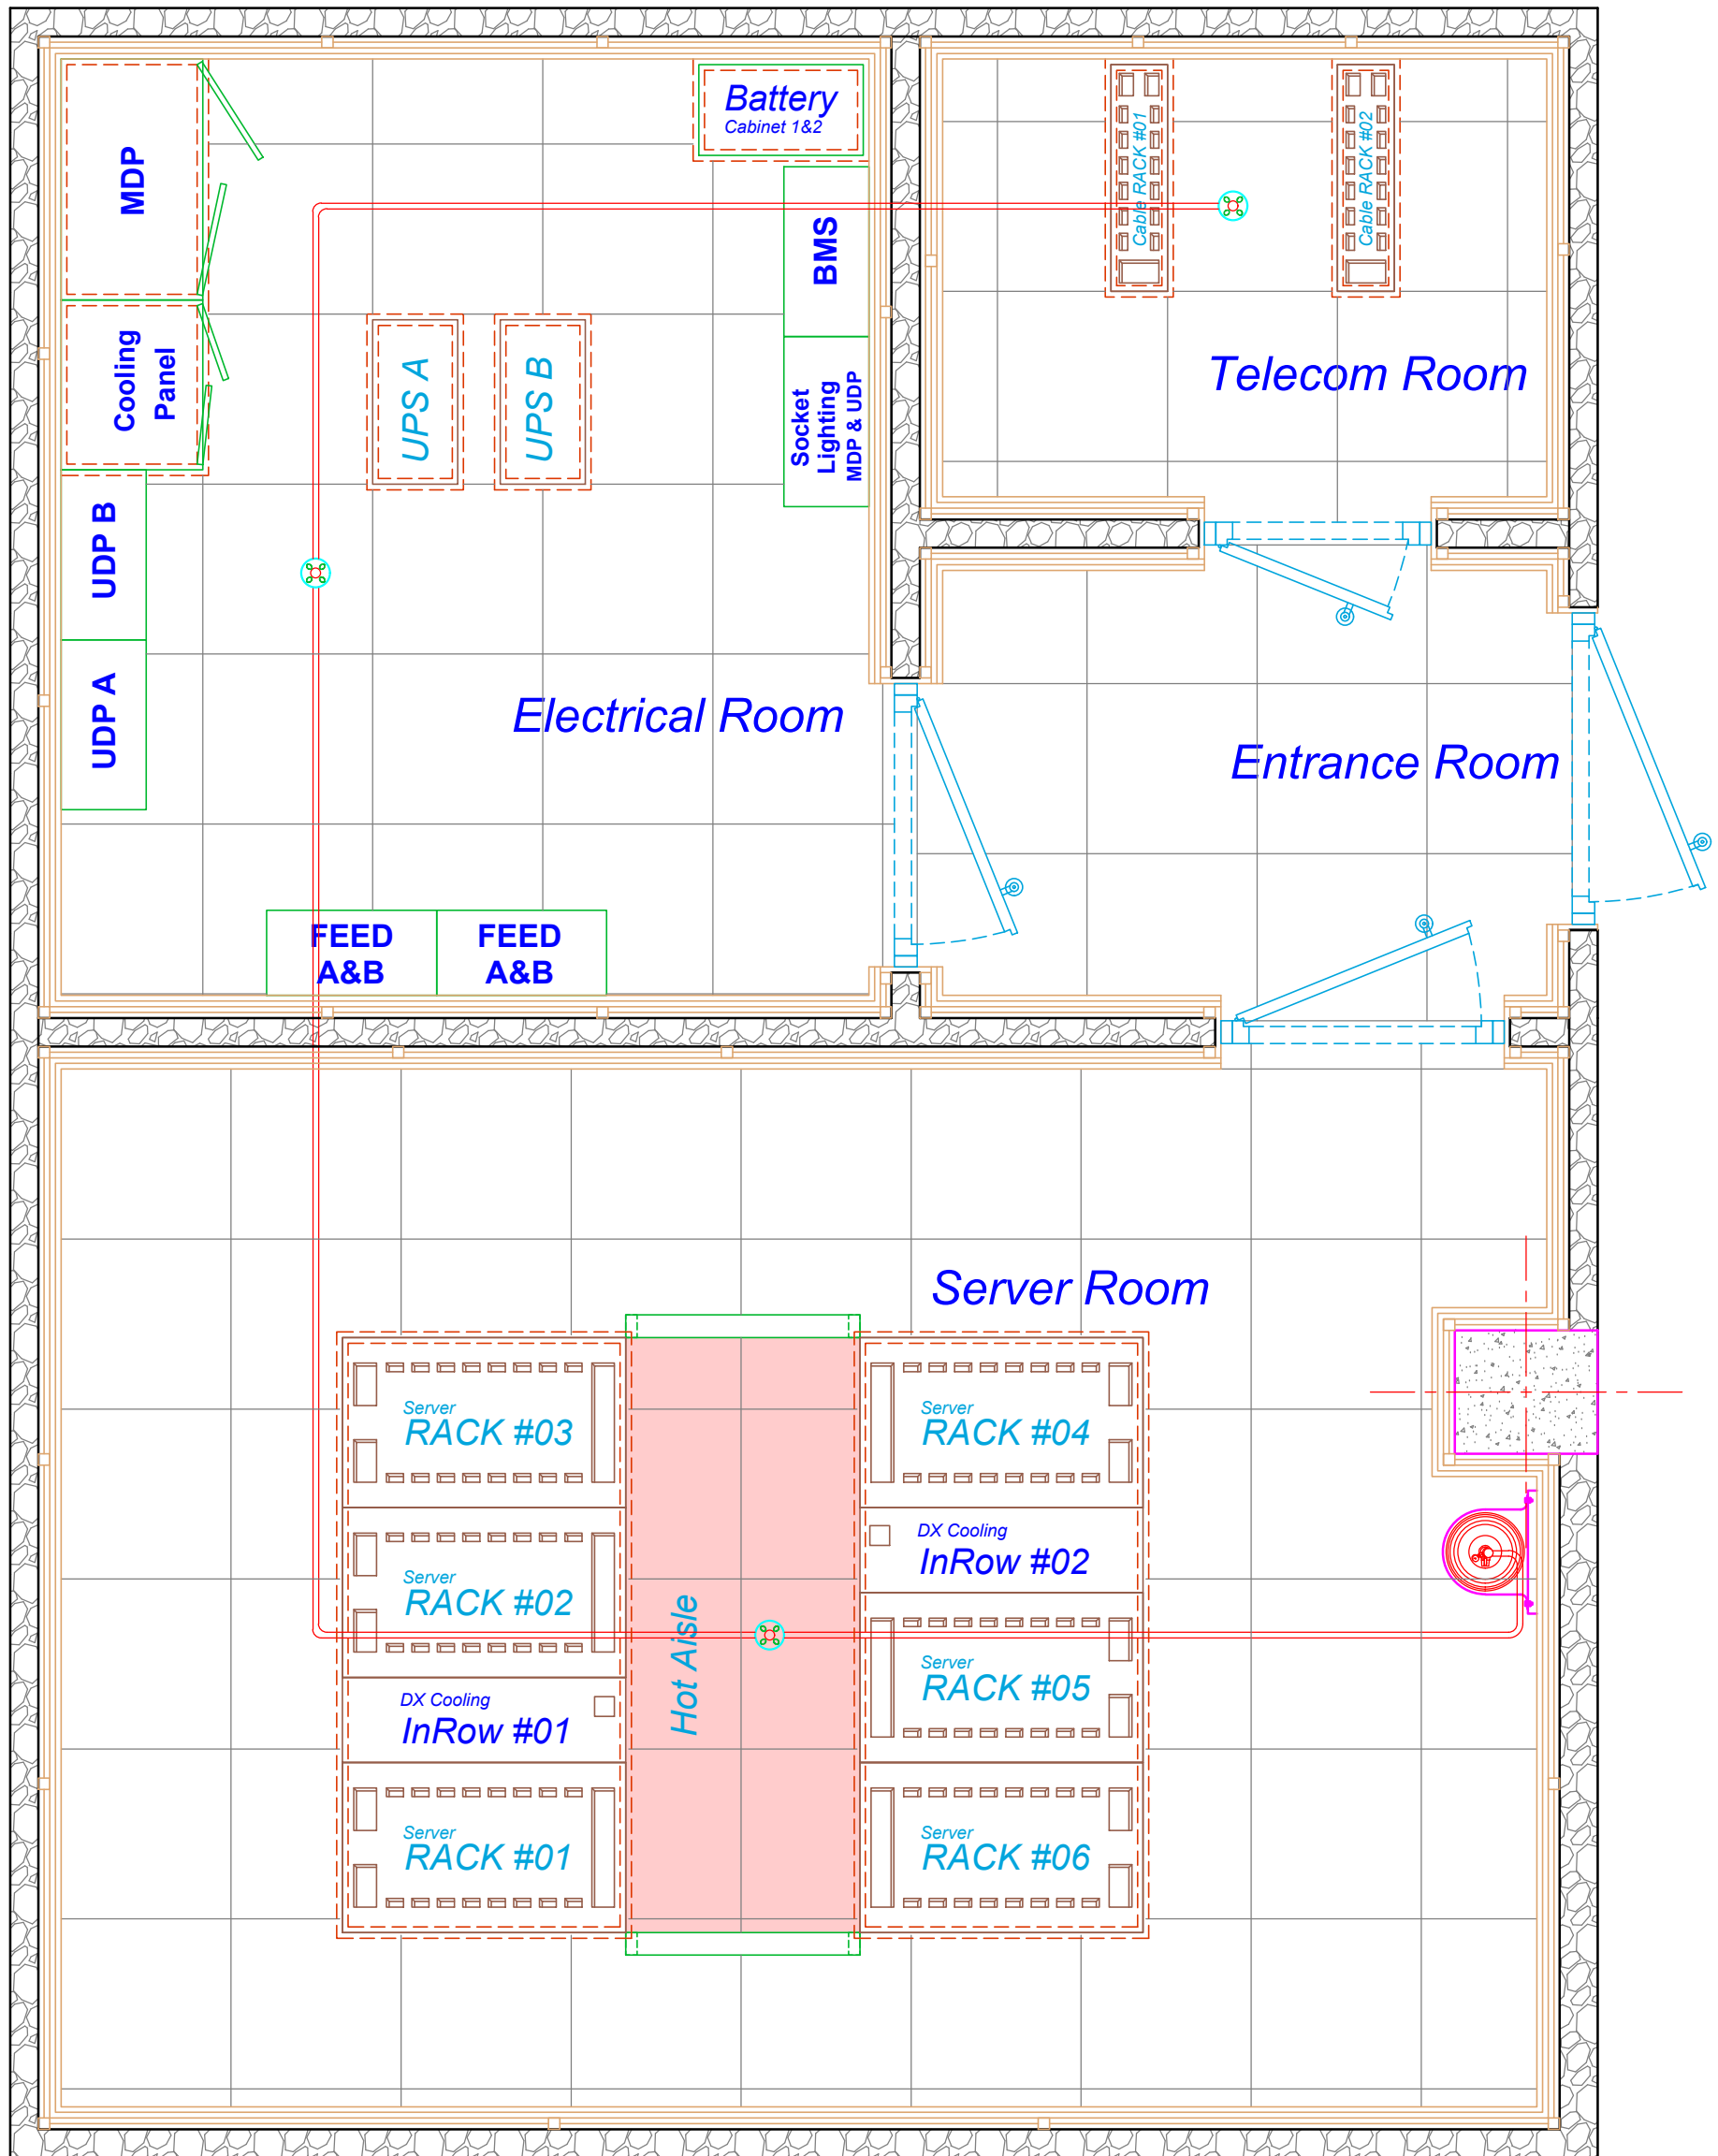 Battery
Cabinet 1&2
MDP
BMS
Cable RACK #01
Cable RACK #02
Cooling
Panel
UPS A
UPS B
Socket
Lighting
MDP & UDP
Telecom Room
UDP B
UDP A
Electrical Room
Entrance Room
FEED
A&B
FEED
A&B
Server Room
Server
RACK #03
Server
RACK #04
DX Cooling
InRow #02
Server
RACK #02
Hot Aisle
Server
RACK #05
DX Cooling
InRow #01
Server
RACK #01
Server
RACK #06